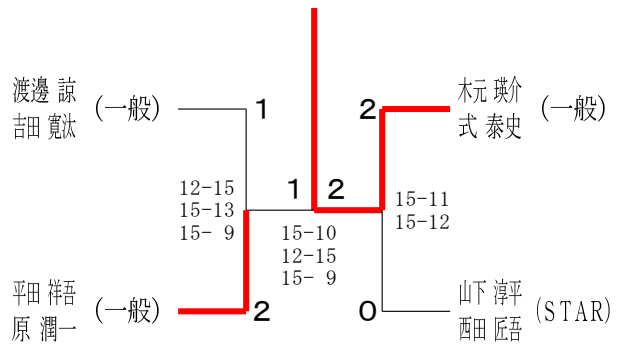 渡邉 諒
吉田 寛汰
(一般)
1
2
木元 瑛介
式 泰史
(一般)
12-15
15-13
15- 9
1
2
15-11
15-12
15-10
12-15
15- 9
平田 祥吾
原 潤一
(一般)
2
0
山下 淳平
西田 匠吾
(STAR)